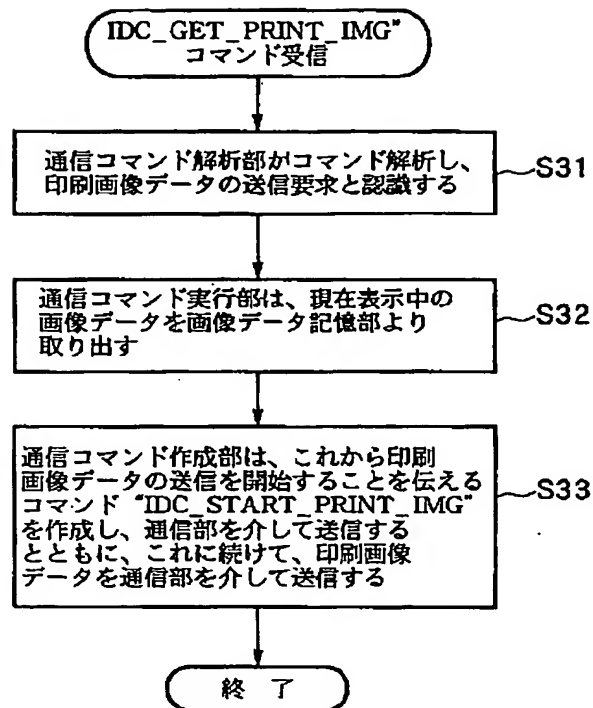 IDC_GET_PRINT_IMG"
コマンド受信
通信コマンド解析部がコマンド解析し、
印刷画像データの送信要求と認識する
S31
通信コマンド実行部は、現在表示中の
画像データを画像データ記憶部より
取り出す
S32
通信コマンド作成部は、これから印刷
画像データの送信を開始することを伝える
コマンド "IDC_START_PRINT_IMG"
を作成し、通信部を介して送信する
とともに、これに続けて、印刷画像
データを通信部を介して送信する
S33
終 了